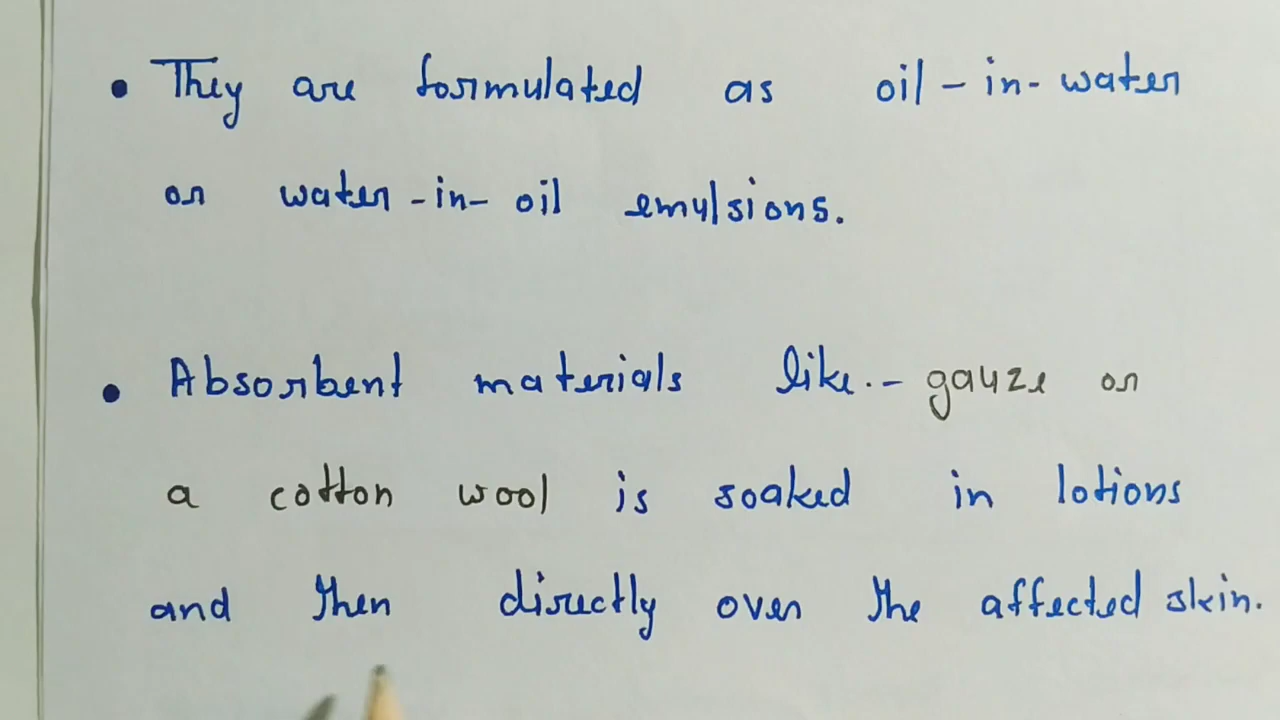 • They are formulated as oil-in-water
or water-in-oil emulsions.
• Absorbent materials like.- gauze or
a cotton wool is soaked in lotions
and then directly over the affected skin.